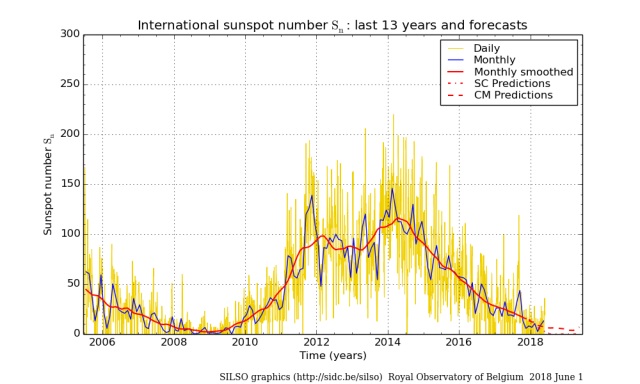 International sunspot number Sn : last 13 years and forecasts
300
250
200
150
100
50
0
Sunspot number Sn
Daily
Monthly
Monthly smoothed
SC Predictions
CM Predictions
2006 2008 2010 2012 2014 2016 2018
Time (years)
SILSO graphics (http://sidc.be/silso) Royal Observatory of Belgium 2018 June 1